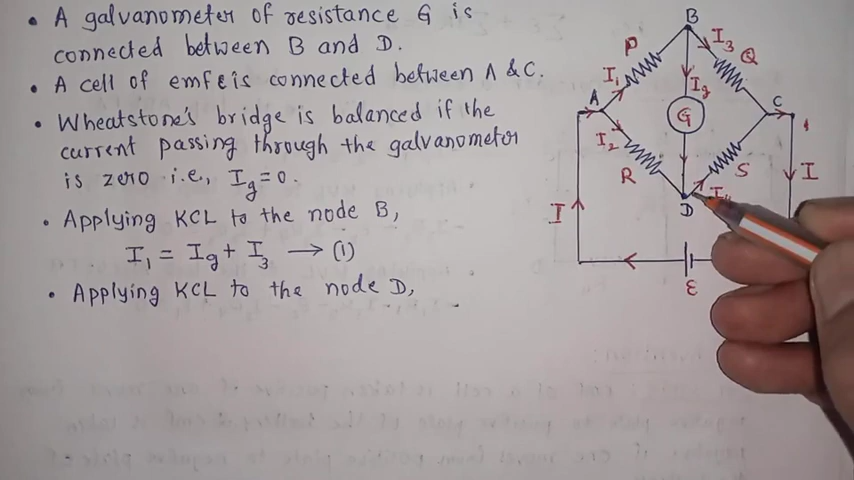 • A galvanometer of resistance G is
connected between B and D.
• A cell of emf ε is connected between A & C.
• Wheatstone's bridge is balanced if the
current passing through the galvanometer
is zero i.e., Ig = 0.
• Applying KCL to the node B,
I1 = Ig + I3 → (1)
• Applying KCL to the node D,
B
P
I3
Q
I1
Ig
A
G
C
I2
R
S
I
D
I4
I
ε